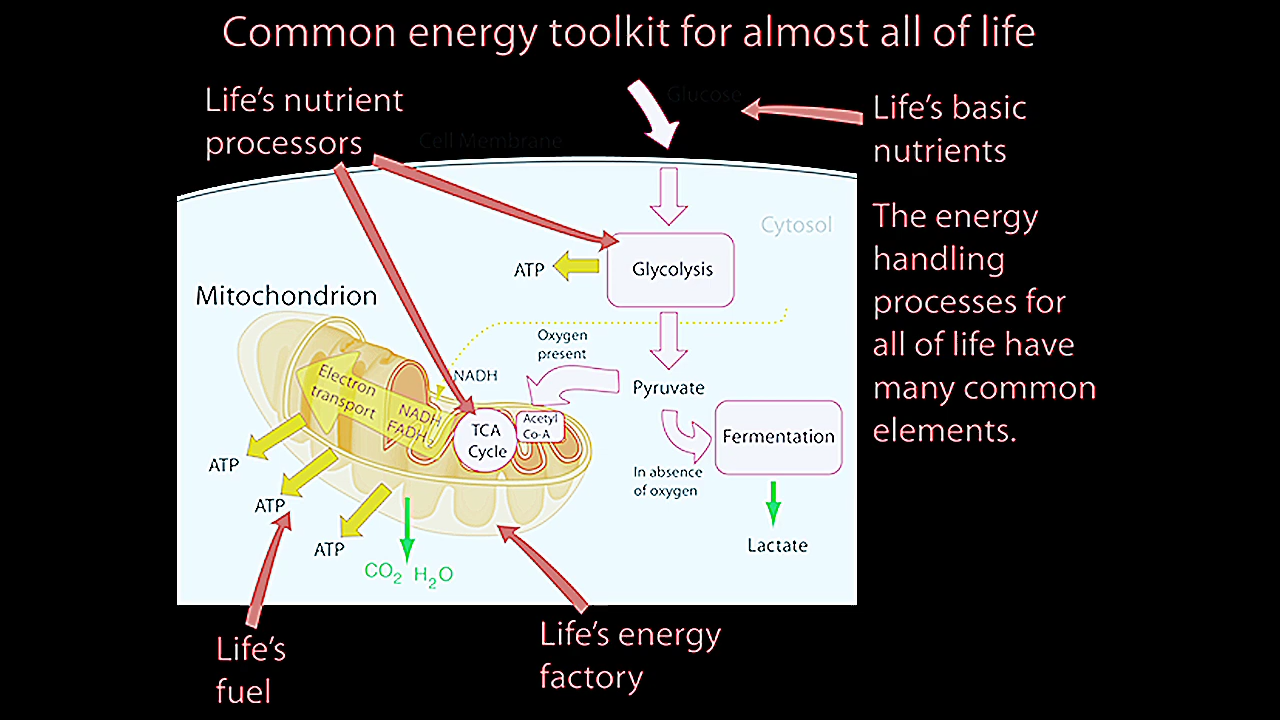 Common energy toolkit for almost all of life
Life's nutrient
processors
Glucose
Life's basic
nutrients
Cell Membrane
The energy
handling
processes for
all of life have
many common
elements.
Cytosol
ATP
Glycolysis
Mitochondrion
Oxygen
present
NADH
Pyruvate
Electron
transport
NADH
FADH₂
TCA
Cycle
Acetyl
Co-A
Fermentation
In absence
of oxygen
ATP
ATP
ATP
CO₂ H₂O
Lactate
Life's
fuel
Life's energy
factory